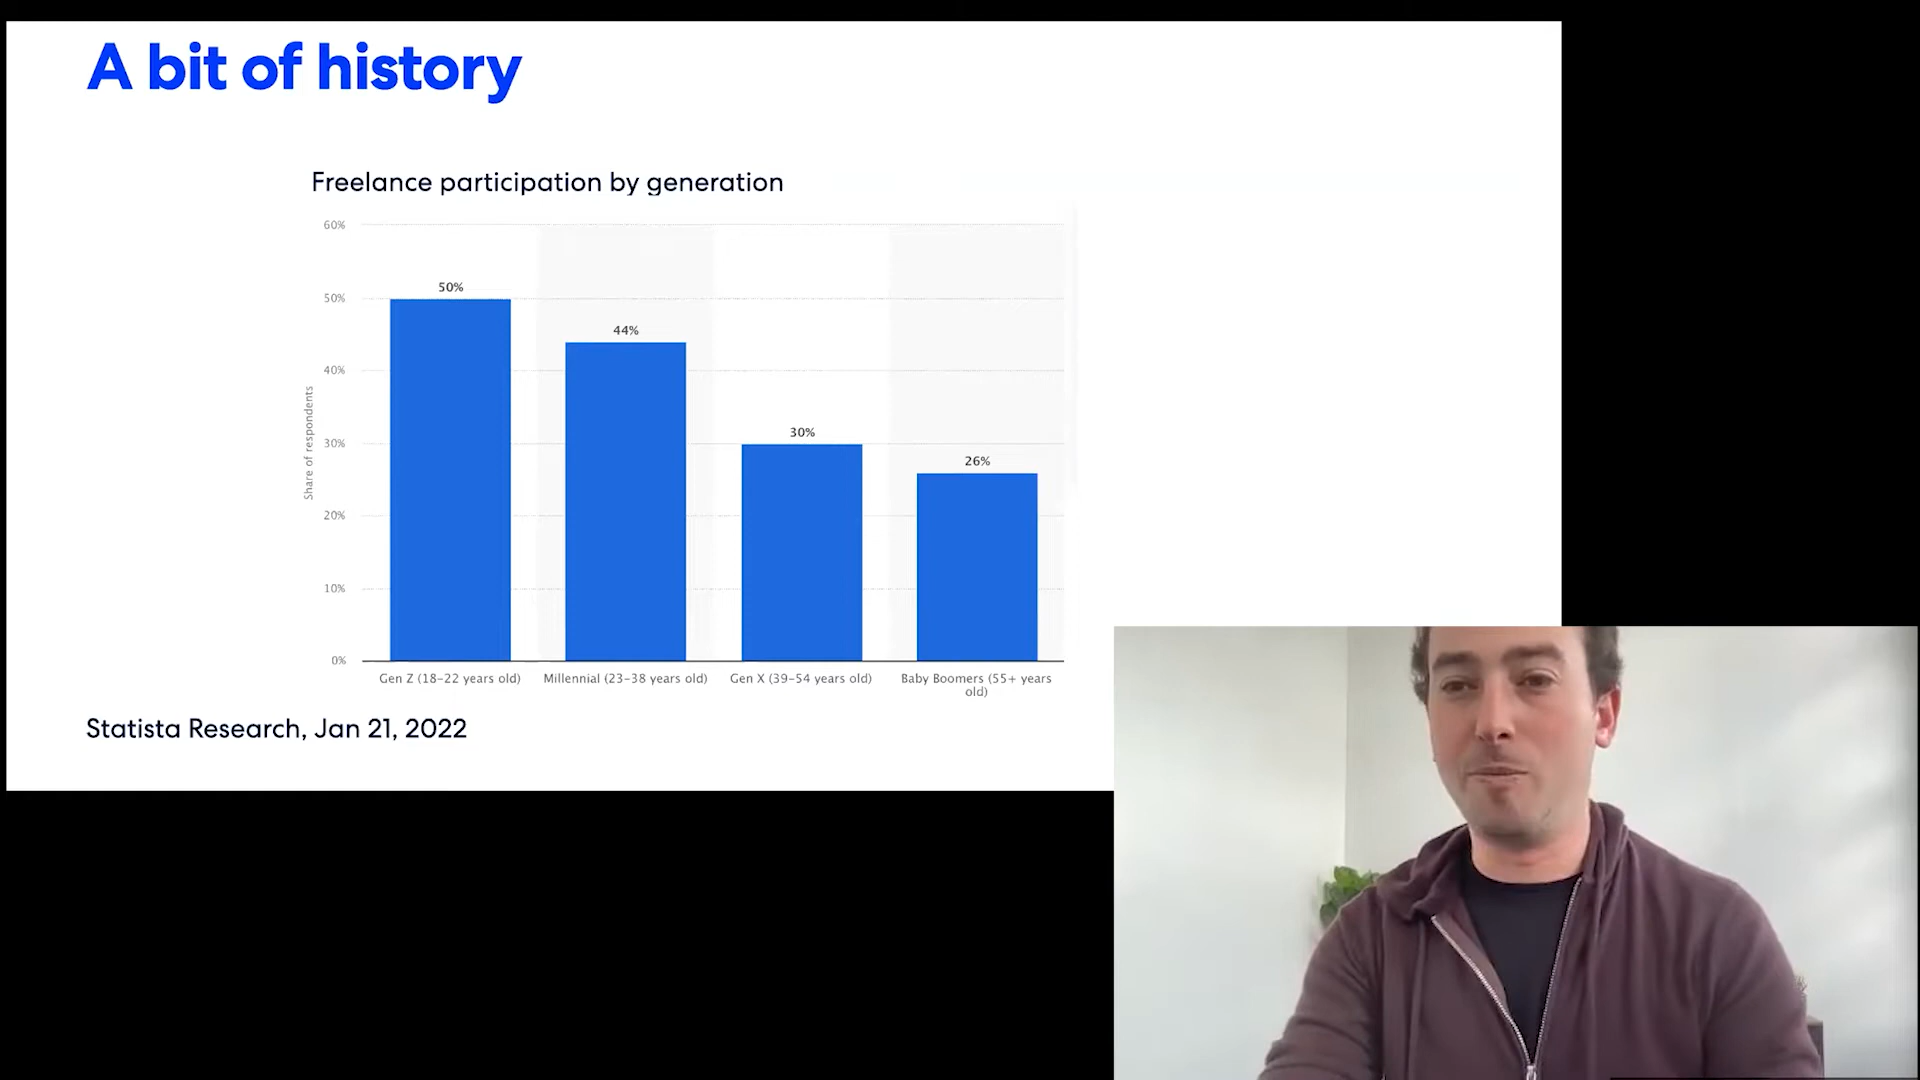 A bit of history
Freelance participation by generation
60%
50%
40%
30%
20%
10%
0%
Share of respondents
50%
44%
30%
26%
Gen Z (18-22 years old)
Millennial (23-38 years old)
Gen X (39-54 years old)
Baby Boomers (55+ years
old)
Statista Research, Jan 21, 2022